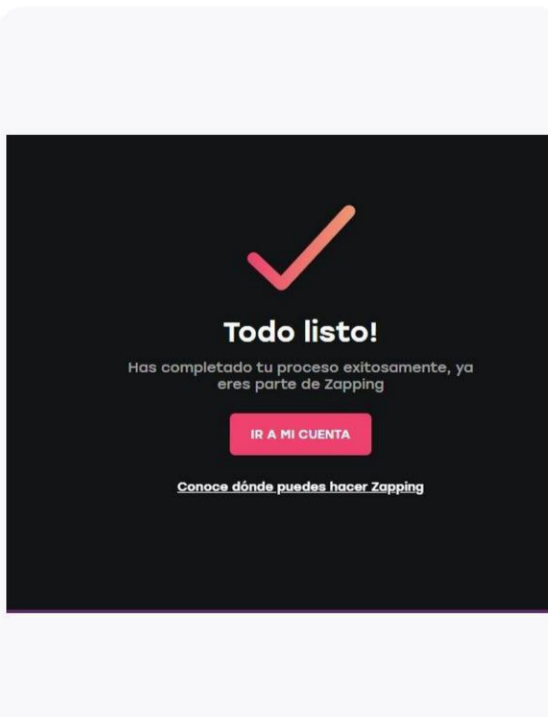 Todo listo!
Has completado tu proceso exitosamente, ya
eres parte de Zapping
IR A MI CUENTA
Conoce dónde puedes hacer Zapping